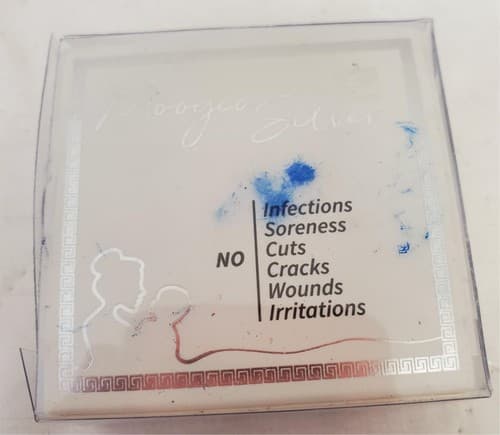 Infections
Soreness
Cuts
NO
Cracks
Wounds
Irritations